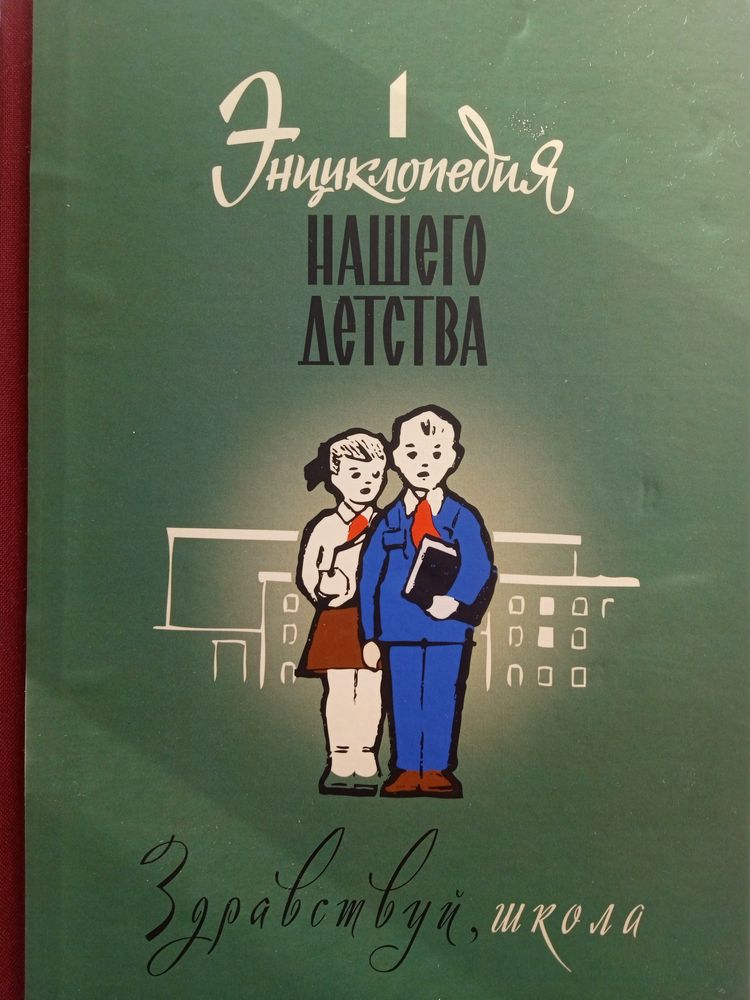 1
Энциклопедия
НАШЕГО
ДЕТСТВА
Здравствуй, школа